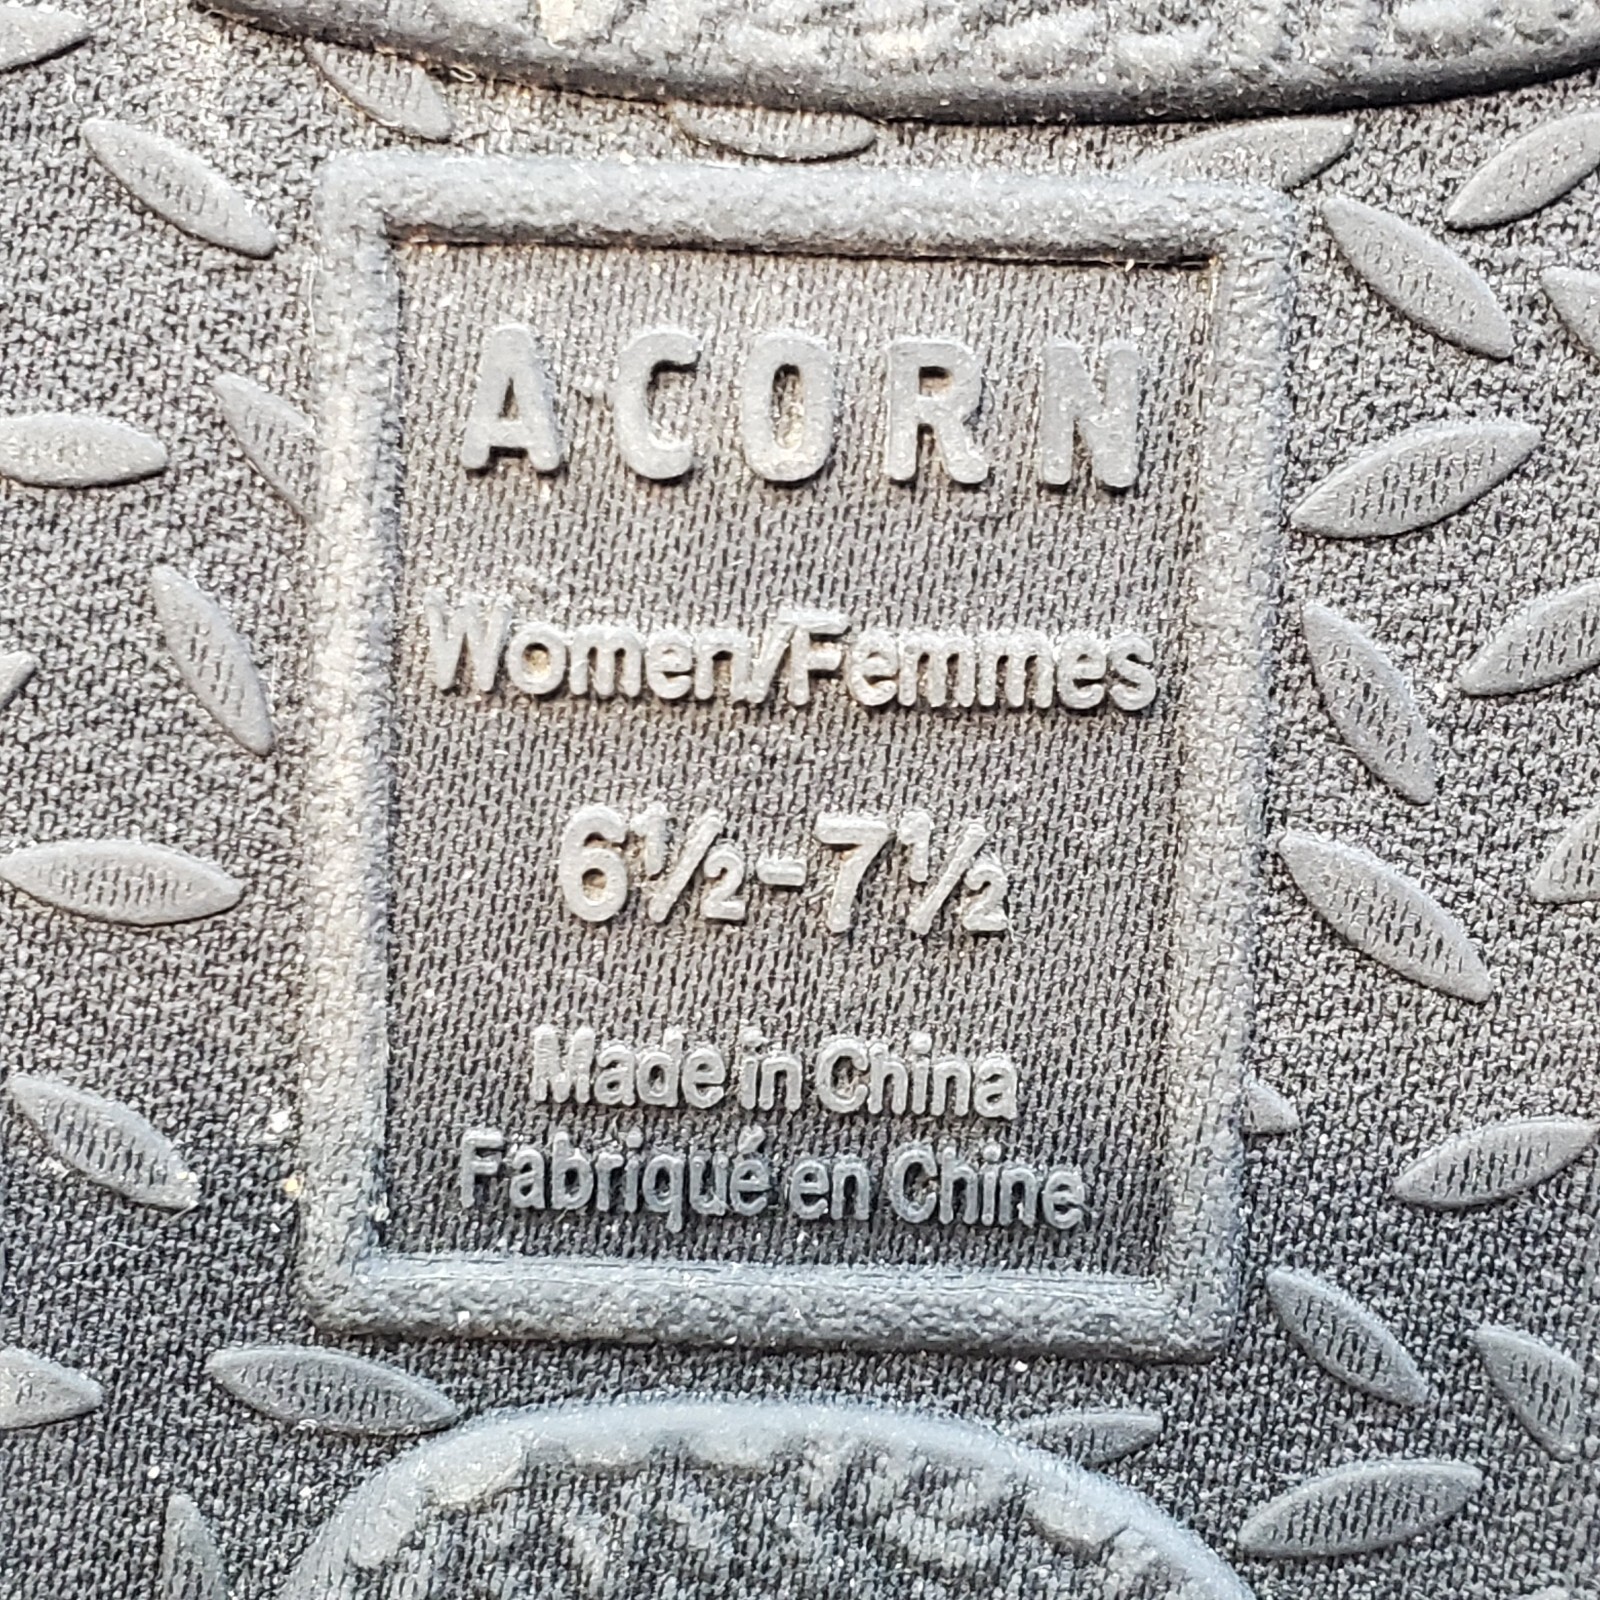 ACORN
Women/Femmes
6½-7½
Made in China
Fabriqué en Chine